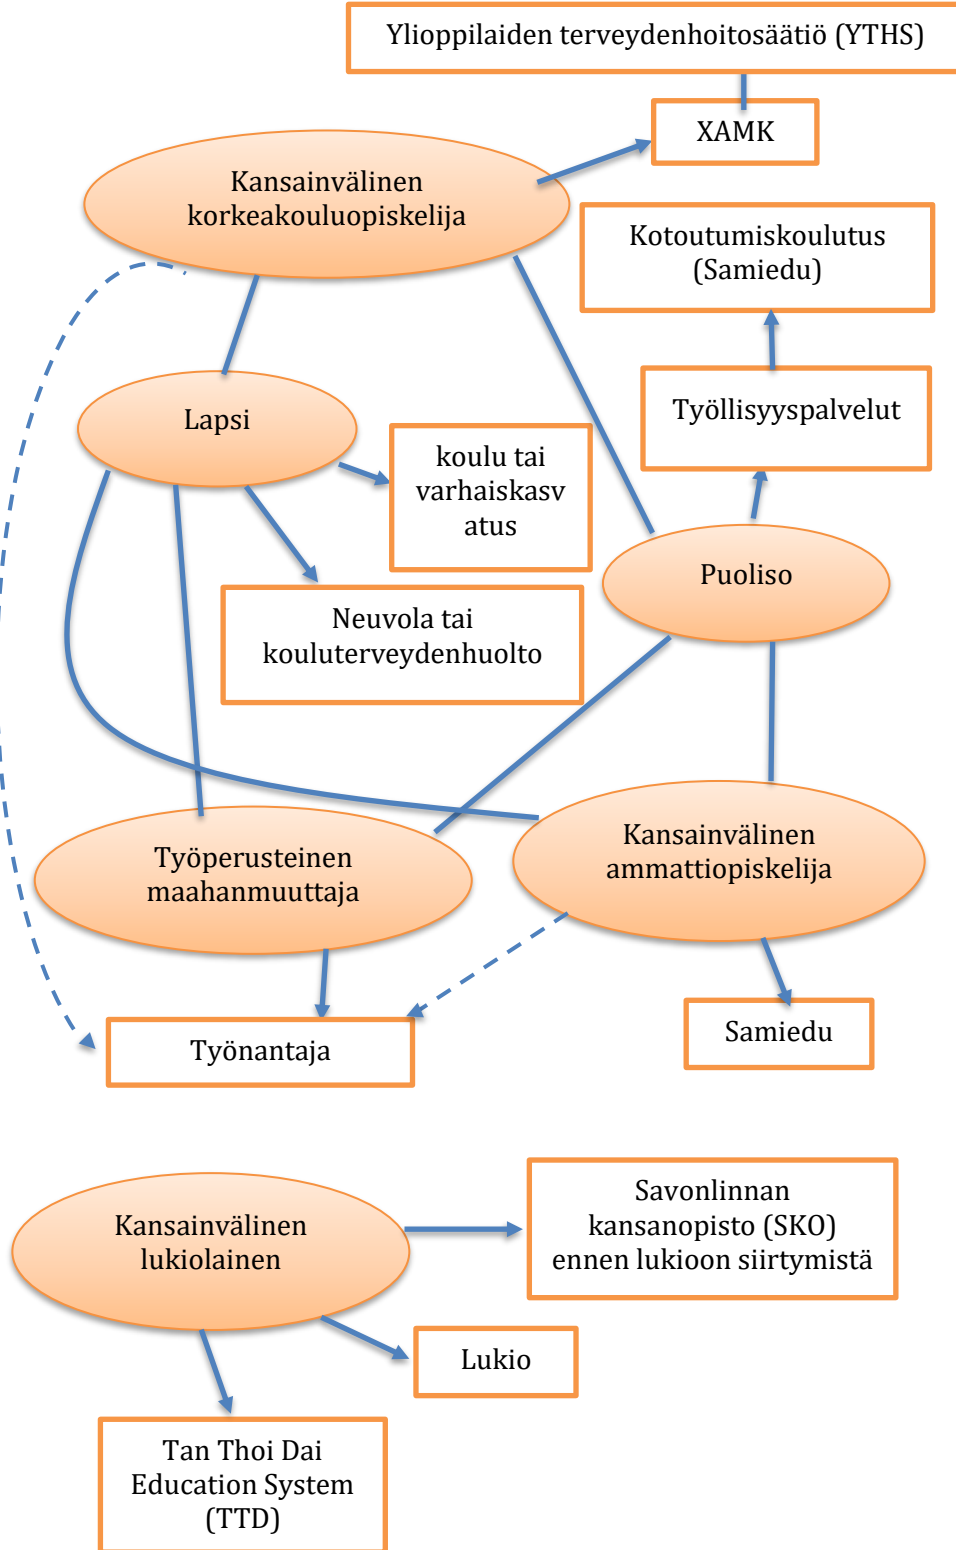 Ylioppilaiden terveydenhoitosäätiö (YTHS)
XAMK
Kansainvälinen
korkeakouluopiskelija
Kotoutumiskoulutus
(Samiedu)
Työllisyyspalvelut
Lapsi
koulu tai
varhaiskasv
atus
Puoliso
Neuvola tai
kouluterveydenhuolto
Työperusteinen
maahanmuuttaja
Kansainvälinen
ammattiopiskelija
Työnantaja
Samiedu
Kansainvälinen
lukiolainen
Savonlinnan
kansanopisto (SKO)
ennen lukioon siirtymistä
Lukio
Tan Thoi Dai
Education System
(TTD)